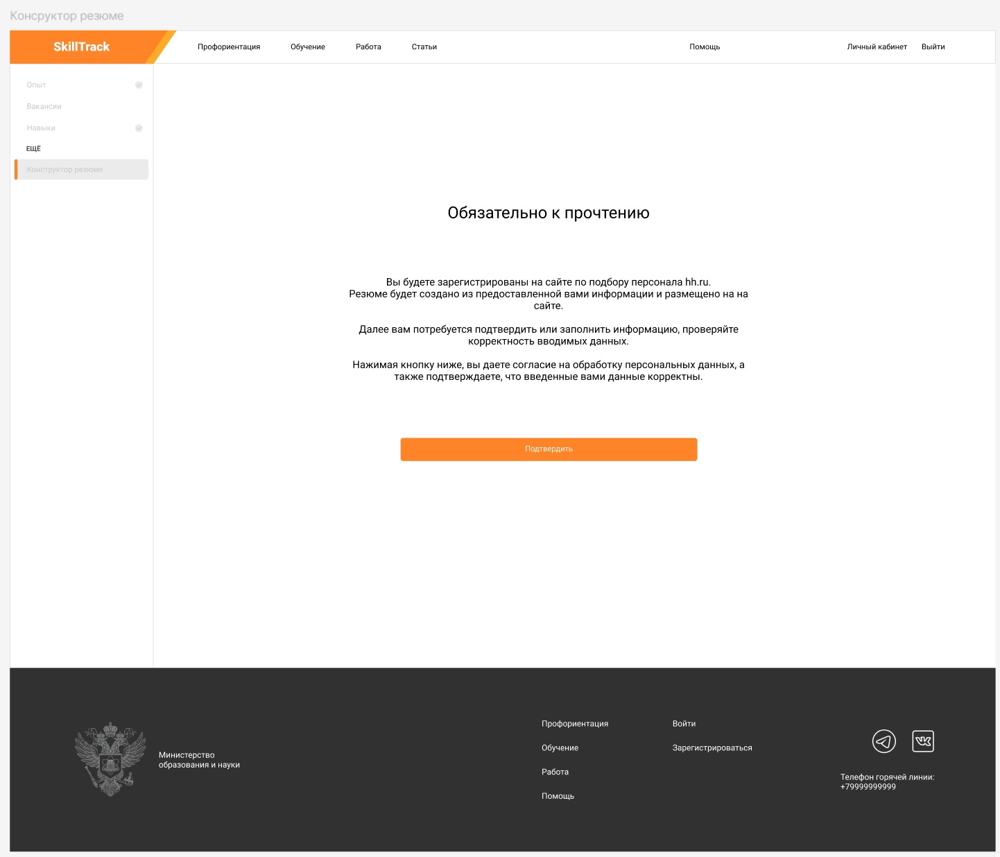 Консруктор резюме
SkillTrack
Профориентация
Обучение
Работа
Статьи
Помощь
Личный кабинет
Выйти
Опыт
Вакансии
Навыки
ЕЩЁ
Конструктор резюме
Обязательно к прочтению
Вы будете зарегистрированы на сайте по подбору персонала hh.ru.
Резюме будет создано из предоставленной вами информации и размещено на на
сайте.
Далее вам потребуется подтвердить или заполнить информацию, проверяйте
корректность вводимых данных.
Нажимая кнопку ниже, вы даете согласие на обработку персональных данных, а
также подтверждаете, что введенные вами данные корректны.
Подтвердить
Министерство
образования и науки
Профориентация
Обучение
Работа
Помощь
Войти
Зарегистрироваться
Телефон горячей линии:
+79999999999